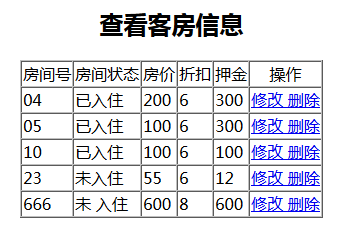 查看客房信息
房间号 房间状态 房价 折扣 押金 操作
04 已入住 200 6 300 修改 删除
05 已入住 100 6 300 修改 删除
10 已入住 100 6 100 修改 删除
23 未入住 55 6 12 修改 删除
666 未 入住 600 8 600 修改 删除